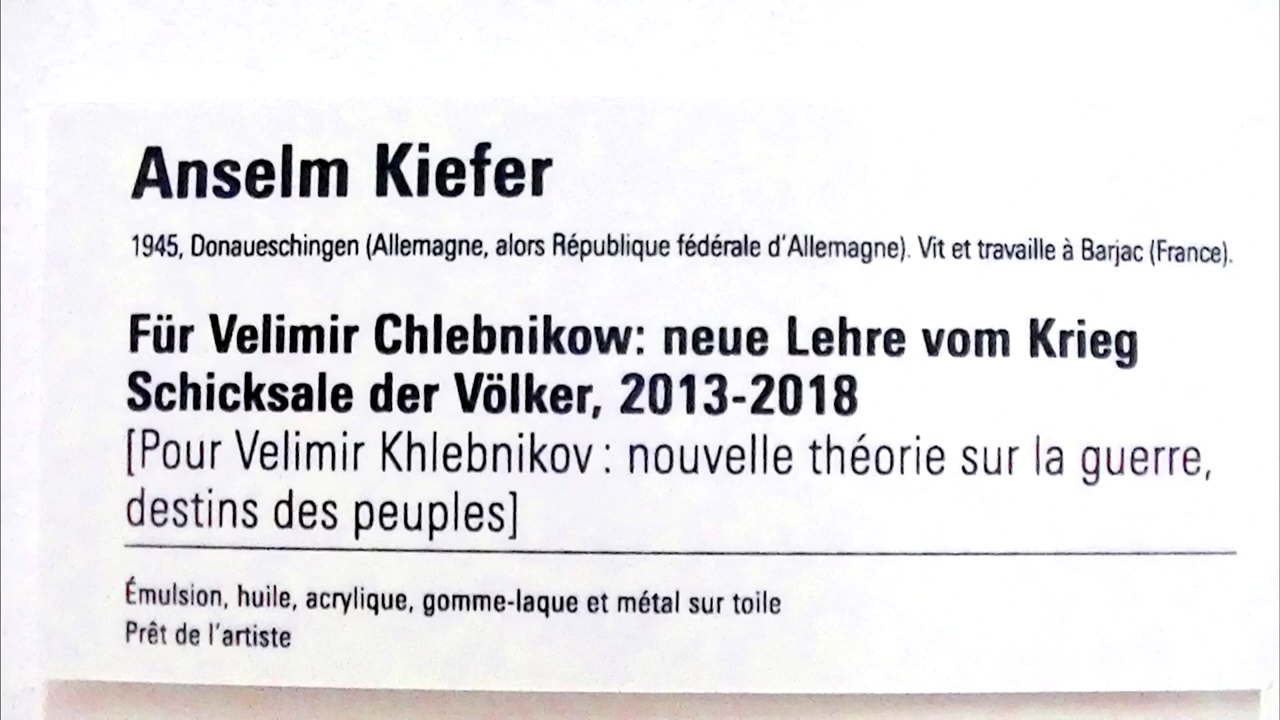 Anselm Kiefer
1945, Donaueschingen (Allemagne, alors République fédérale d'Allemagne). Vit et travaille à Barjac (France).
Für Velimir Chlebnikow: neue Lehre vom Krieg
Schicksale der Völker, 2013-2018
[Pour Velimir Khlebnikov : nouvelle théorie sur la guerre,
destins des peuples]
Émulsion, huile, acrylique, gomme-laque et métal sur toile
Prêt de l'artiste